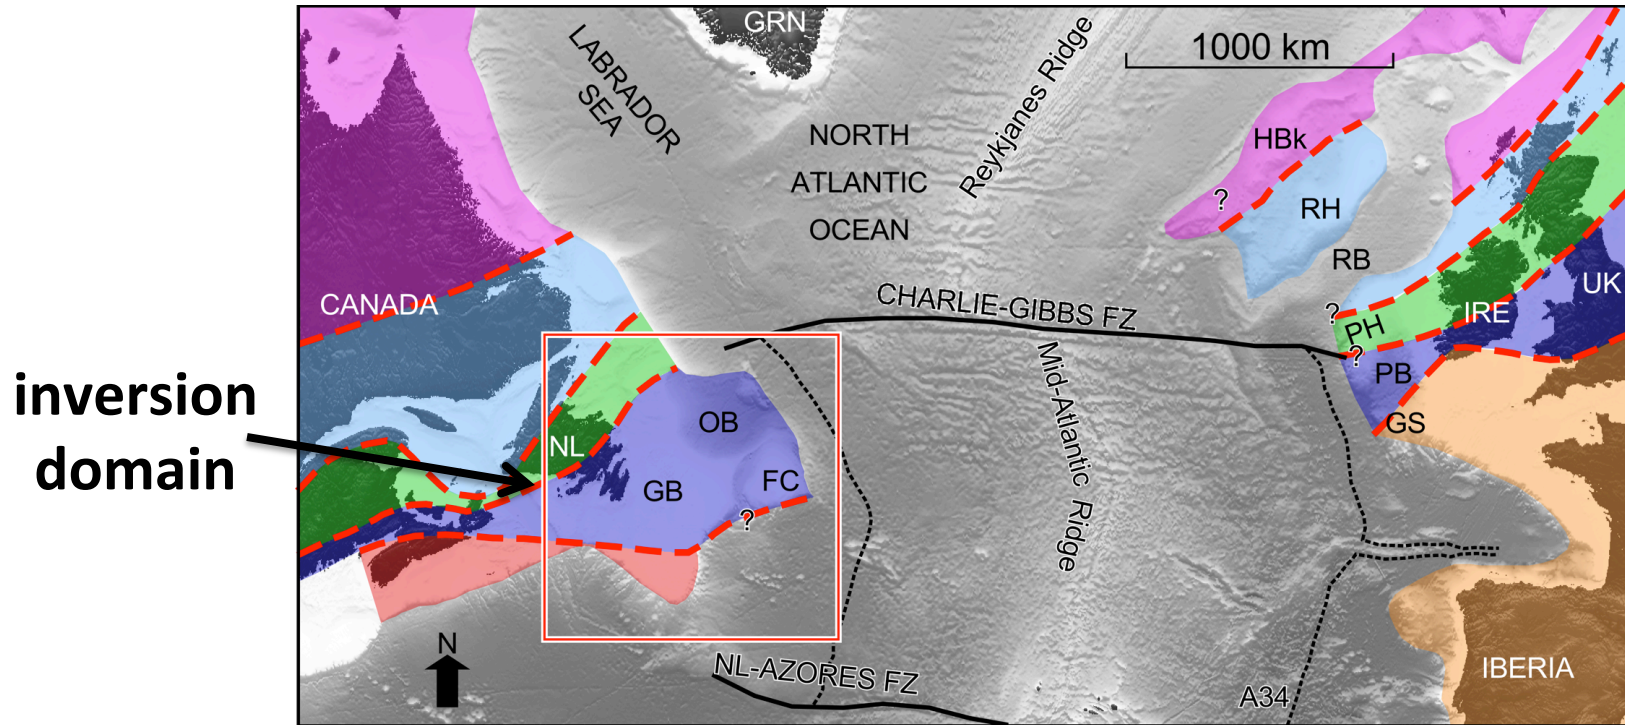 inversion
domain
GRN
LABRADOR
SEA
NORTH
ATLANTIC
OCEAN
Reykjanes Ridge
1000 km
HBk
?
RH
RB
CANADA
CHARLIE-GIBBS FZ
?
PH
?
IRE
UK
PB
GS
Mid-Atlantic Ridge
OB
NL
GB
FC
?
N
NL-AZORES FZ
A34
IBERIA